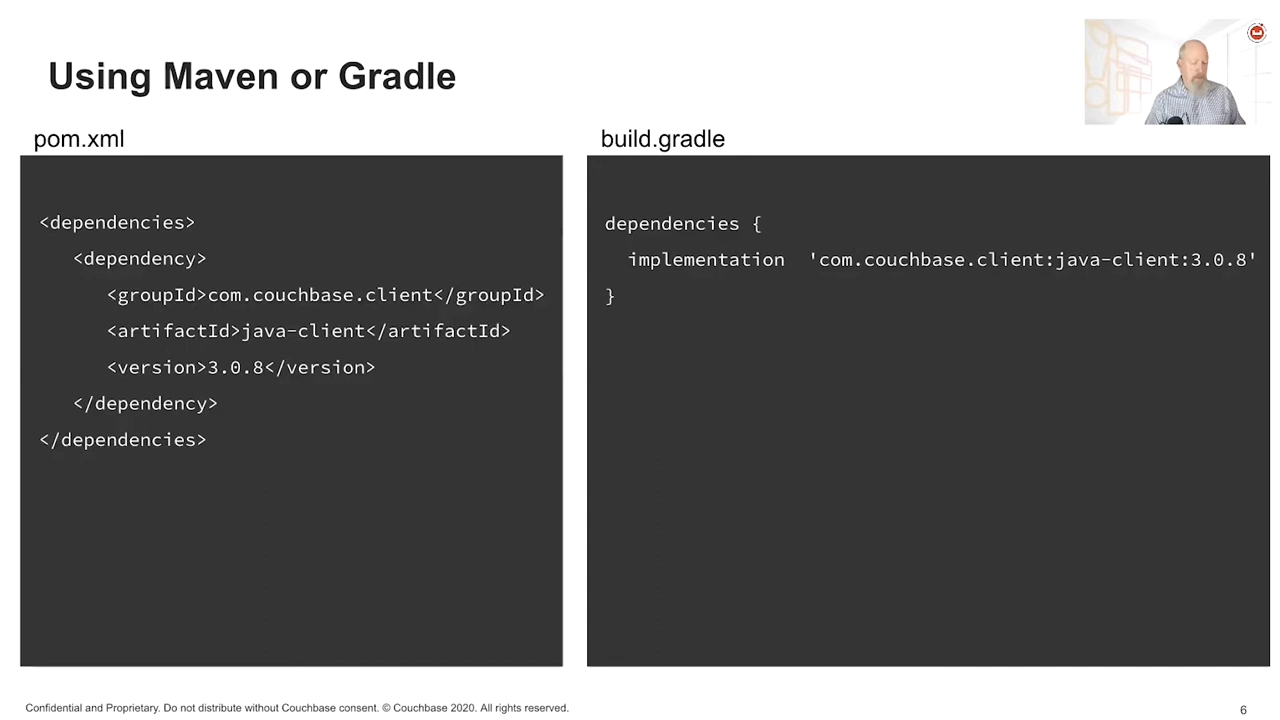 Using Maven or Gradle
pom.xml
<dependencies>
<dependency>
<groupId>com.couchbase.client</groupId>
<artifactId>java-client</artifactId>
<version>3.0.8</version>
</dependency>
</dependencies>
build.gradle
dependencies {
implementation 'com.couchbase.client:java-client:3.0.8'
}
Confidential and Proprietary. Do not distribute without Couchbase consent. © Couchbase 2020. All rights reserved.
6